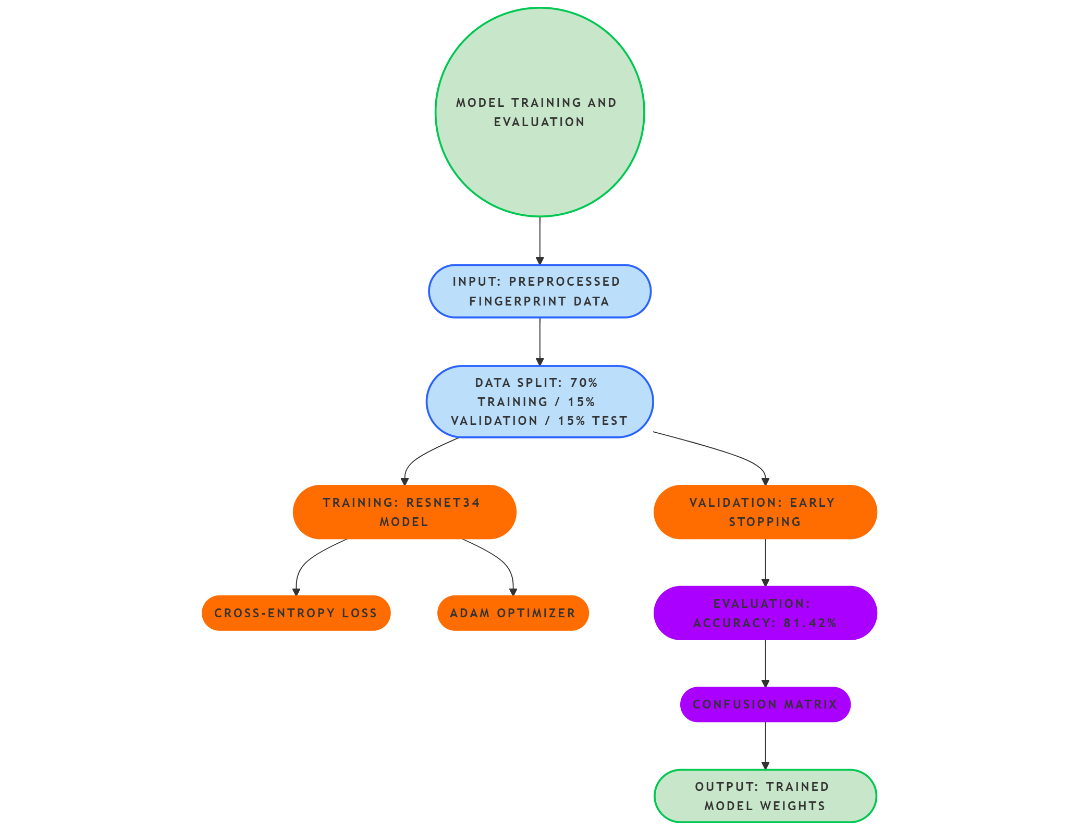 MODEL TRAINING AND
EVALUATION
INPUT: PREPROCESSED
FINGERPRINT DATA
DATA SPLIT: 70%
TRAINING / 15%
VALIDATION / 15% TEST
TRAINING: RESNET34
MODEL
VALIDATION: EARLY
STOPPING
CROSS-ENTROPY LOSS
ADAM OPTIMIZER
EVALUATION:
ACCURACY: 81.42%
CONFUSION MATRIX
OUTPUT: TRAINED
MODEL WEIGHTS